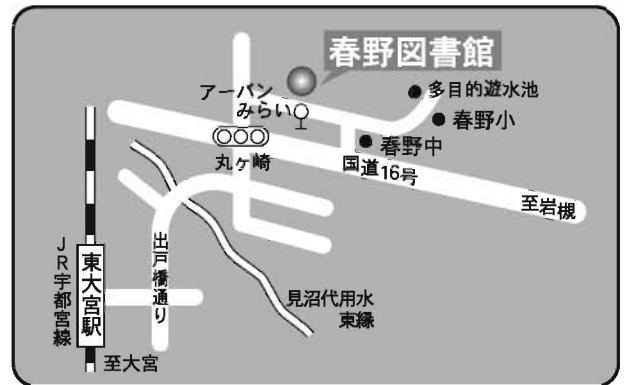 春野図書館
アーバン
みらい
多目的遊水池
春野小
春野中
丸ヶ崎
国道16号
至岩槻
出戸橋通り
見沼代用水
東縁
JR宇都宮線
東大宮駅
至大宮